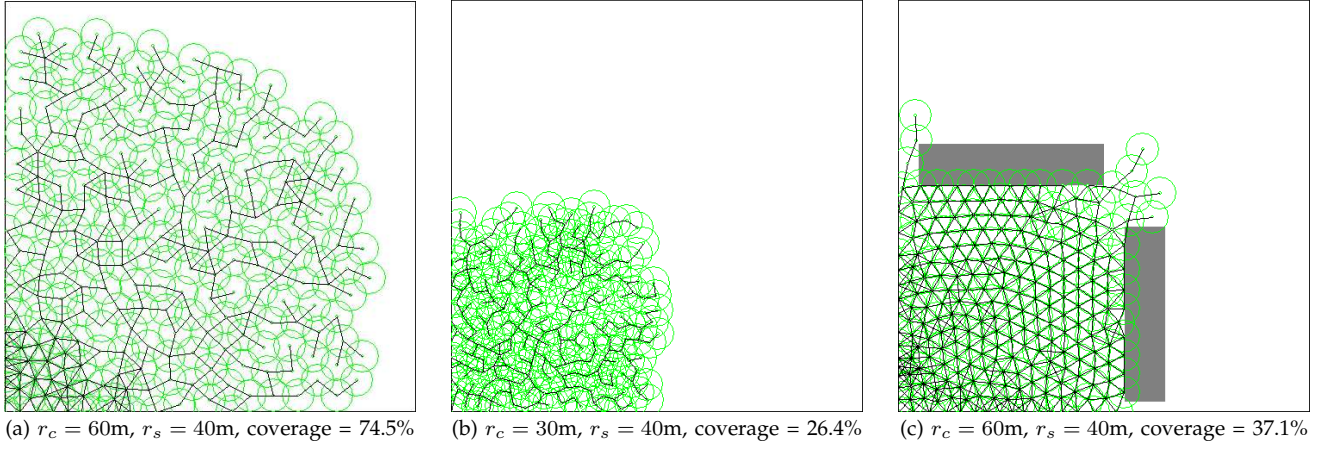 (a) r_c = 60m, r_s = 40m, coverage = 74.5%
(b) r_c = 30m, r_s = 40m, coverage = 26.4%
(c) r_c = 60m, r_s = 40m, coverage = 37.1%